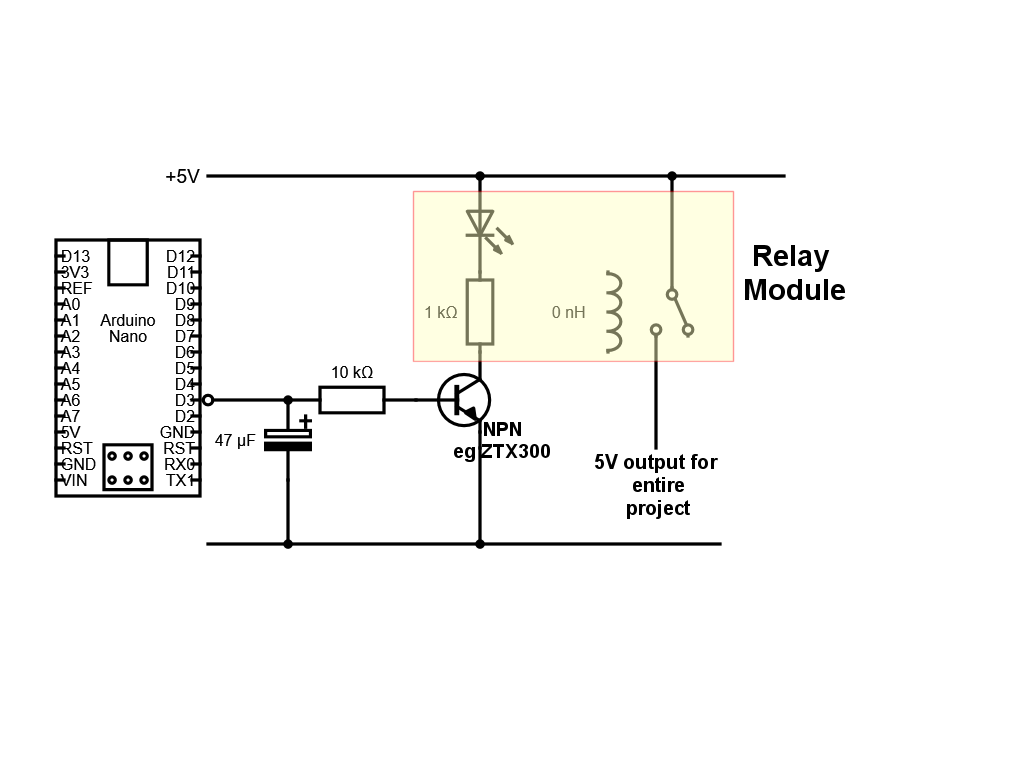 +5V
Relay
Module
D13
3V3
REF
A0
A1
A2
A3
A4
A5
A6
A7
5V
RST
GND
VIN
Arduino
Nano
D12
D11
D10
D9
D8
D7
D6
D5
D4
D3
D2
GND
RST
RX0
TX1
1 kΩ
0 nH
10 kΩ
47 µF
NPN
eg ZTX300
5V output for
entire
project